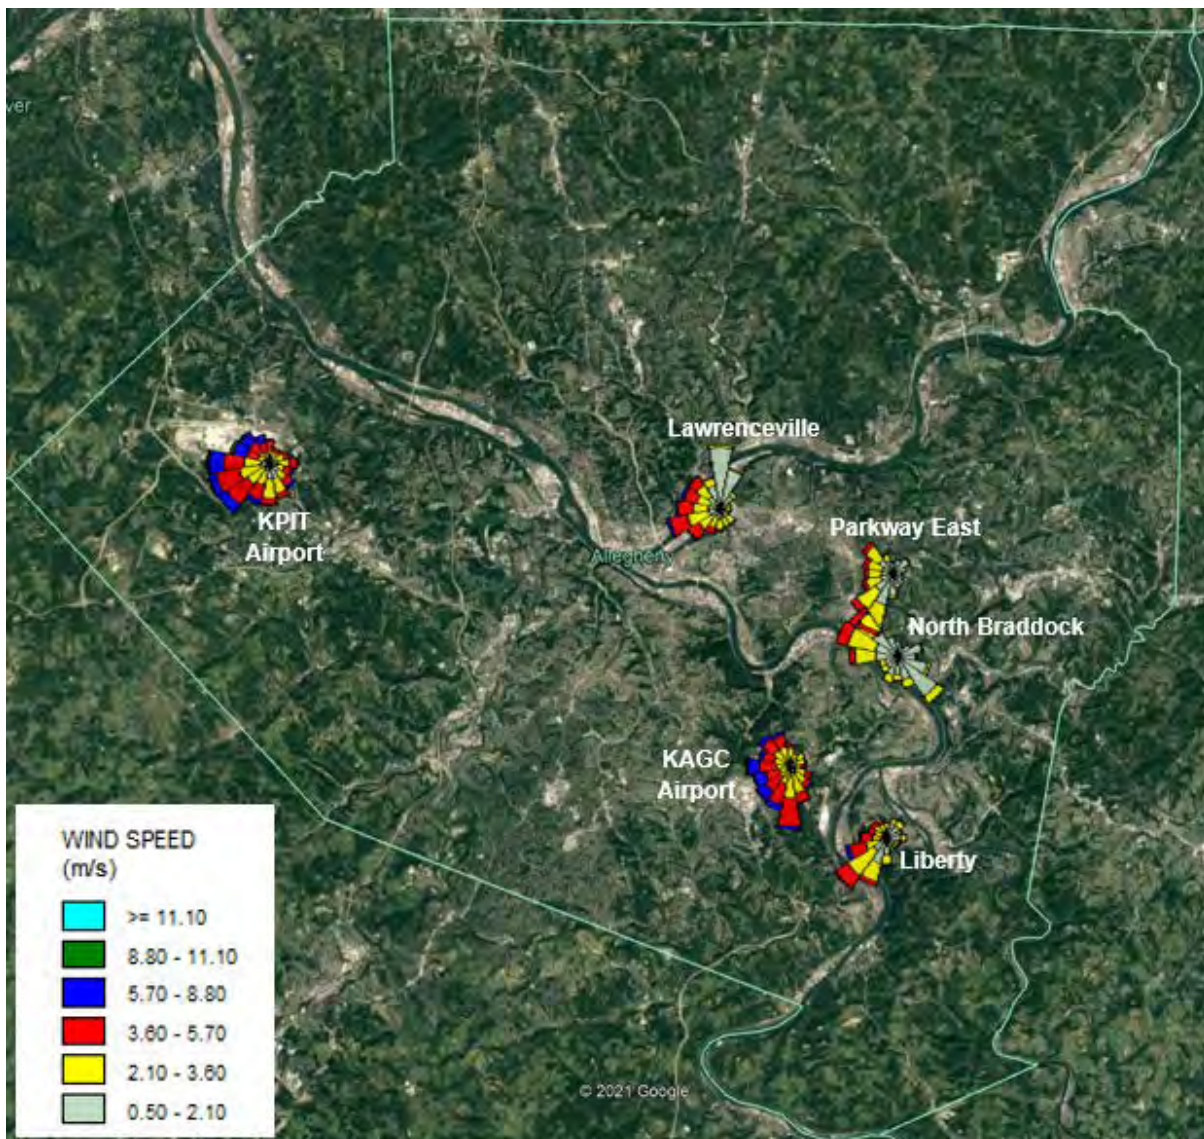 ver
Lawrenceville
KPIT
Airport
Parkway East
Allegheny
North Braddock
KAGC
Airport
Liberty
WIND SPEED
(m/s)
>= 11.10
8.80 - 11.10
5.70 - 8.80
3.60 - 5.70
2.10 - 3.60
0.50 - 2.10
© 2021 Google